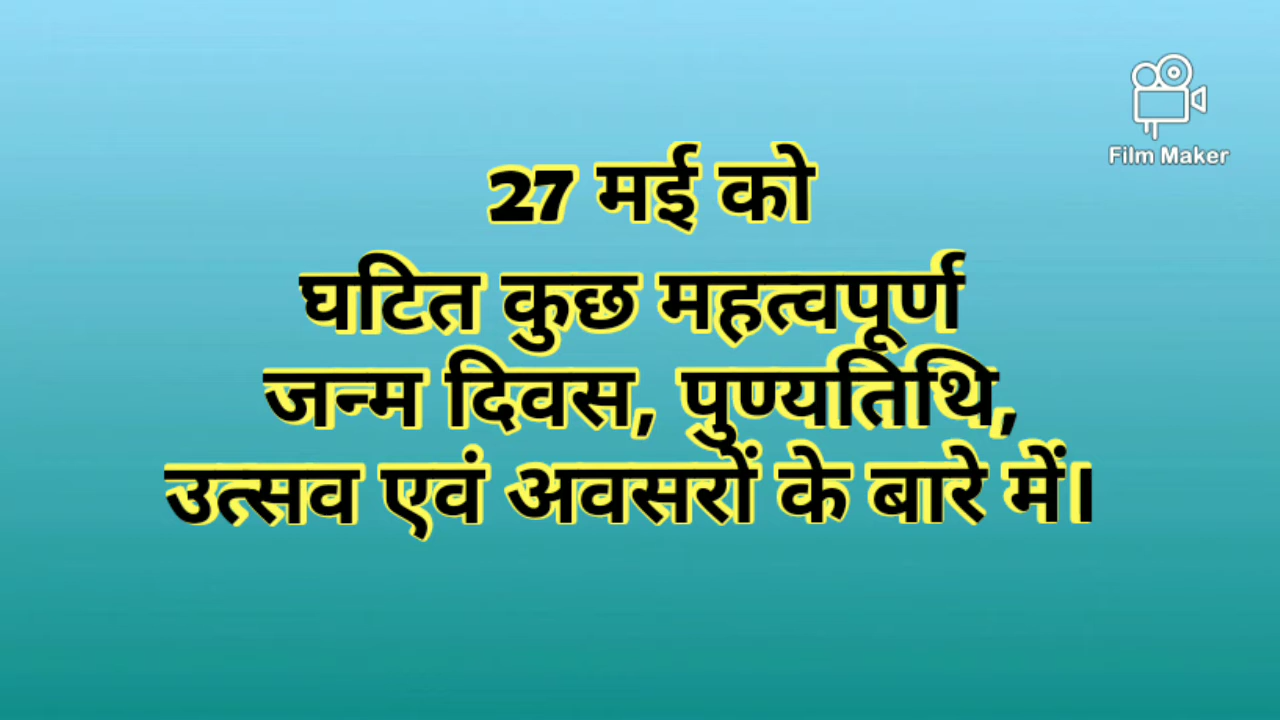 Film Maker
27 मई को
घटित कुछ महत्वपूर्ण
जन्म दिवस, पुण्यतिथि,
उत्सव एवं अवसरों के बारे में।